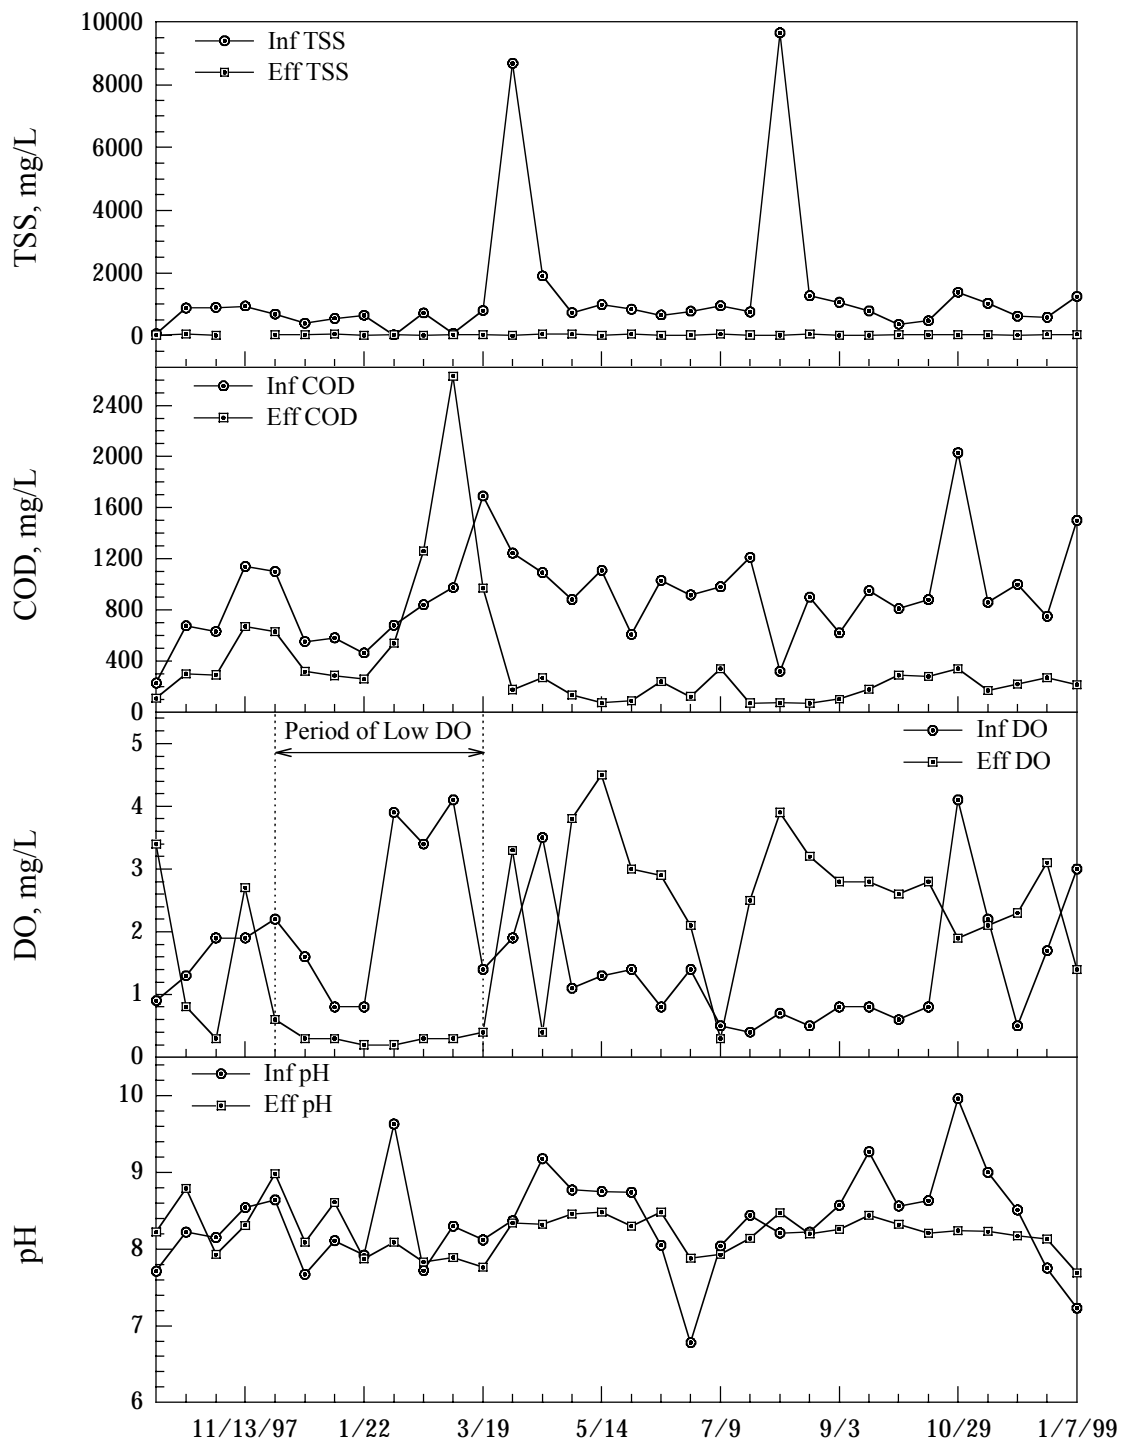 TSS, mg/L
10000
8000
6000
4000
2000
0
Inf TSS
Eff TSS
COD, mg/L
2400
2000
1600
1200
800
400
0
Inf COD
Eff COD
DO, mg/L
5
4
3
2
1
0
Period of Low DO
Inf DO
Eff DO
pH
10
9
8
7
6
Inf pH
Eff pH
11/13/97 1/22 3/19 5/14 7/9 9/3 10/29 1/7/99